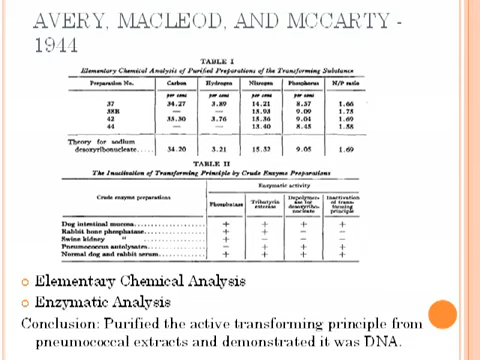 AVERY, MACLEOD, AND MCCARTY -
1944
TABLE I
Elementary Chemical Analysis of Purified Preparations of the Transforming Substance
Preparation No. Carbon Hydrogen Nitrogen Phosphorus N/P ratio
per cent per cent per cent per cent
37 34.27 3.89 14.21 8.57 1.66
38B — — 15.93 9.09 1.75
42 35.50 3.76 15.36 9.04 1.69
44 — — 13.40 8.45 1.58
Theory for sodium
desoxyribonucleate..... 34.20 3.21 15.32 9.05 1.69
TABLE II
The Inactivation of Transforming Principle by Crude Enzyme Preparations
Crude enzyme preparations Enzymatic activity
Phosphatase Tributyrin esterase Depolymerase for desoxyribonucleate Inactivation of transforming principle
Dog intestinal mucosa + + + +
Rabbit bone phosphatase + + − −
Swine kidney " + − − −
Pneumococcus autolysates − + + +
Normal dog and rabbit serum + + + +
Elementary Chemical Analysis
Enzymatic Analysis
Conclusion: Purified the active transforming principle from
pneumococcal extracts and demonstrated it was DNA.